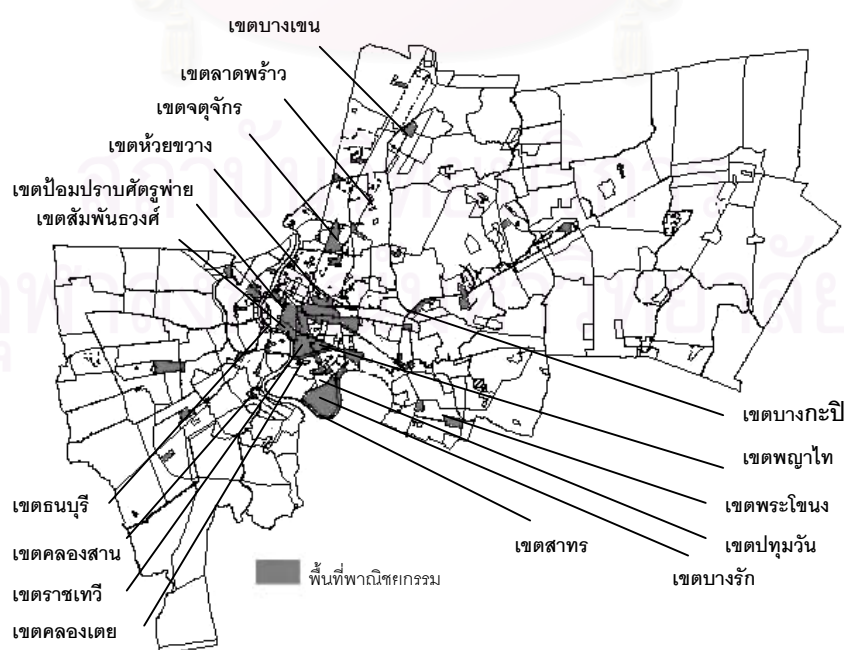 เขตบางเขน
เขตลาดพร้าว
เขตจตุจักร
เขตห้วยขวาง
เขตป้อมปราบศัตรูพ่าย
เขตสัมพันธวงศ์
เขตบางกะปิ
เขตพญาไท
เขตธนบุรี
เขตพระโขนง
เขตคลองสาน
เขตสาทร
เขตปทุมวัน
เขตบางรัก
พื้นที่พาณิชยกรรม
เขตราชเทวี
เขตคลองเตย